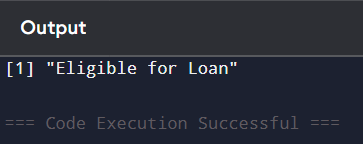 Output
[1] "Eligible for Loan"
=== Code Execution Successful ===